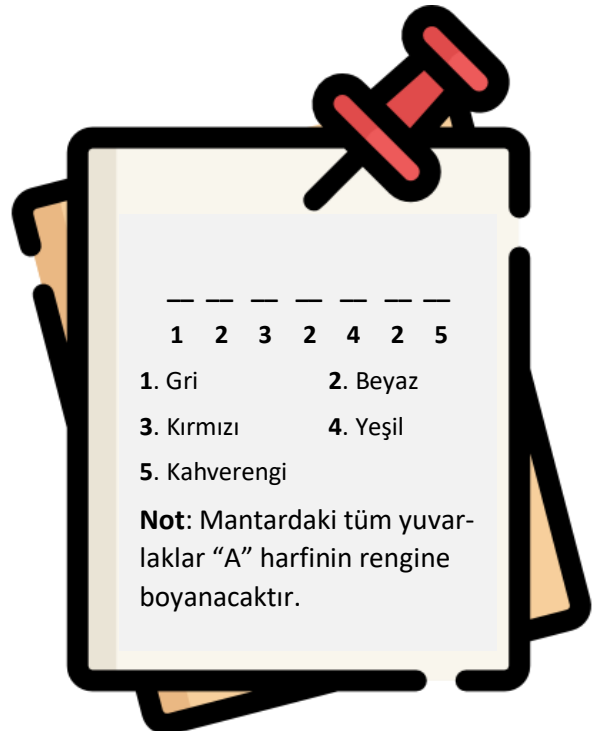 __ __ __ __ __ __ __
1 2 3 2 4 2 5
1. Gri 2. Beyaz
3. Kırmızı 4. Yeşil
5. Kahverengi
Not: Mantardaki tüm yuvar-
laklar “A” harfinin rengine
boyanacaktır.